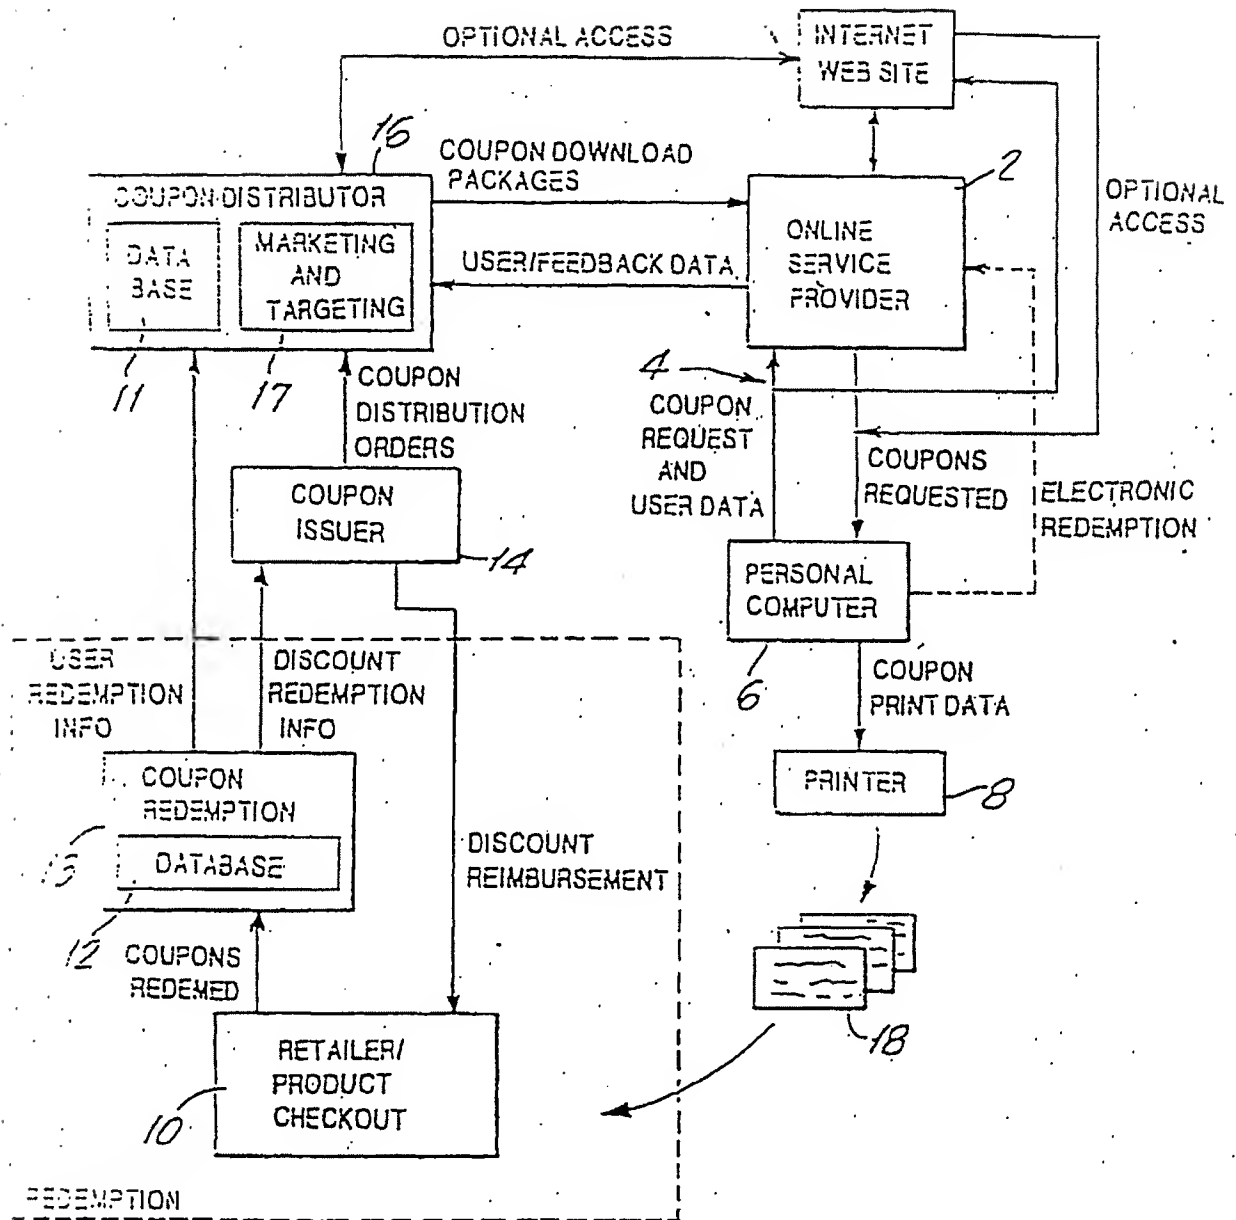 OPTIONAL ACCESS
INTERNET
WEB SITE
16
COUPON DOWNLOAD
PACKAGES
2
OPTIONAL
ACCESS
COUPON DISTRIBUTOR
DATA
BASE
MARKETING
AND
TARGETING
USER/FEEDBACK DATA
ONLINE
SERVICE
PROVIDER
11
17
COUPON
DISTRIBUTION
ORDERS
4
COUPON
REQUEST
AND
USER DATA
COUPONS
REQUESTED
ELECTRONIC
REDEMPTION
COUPON
ISSUER
14
PERSONAL
COMPUTER
6
COUPON
PRINT DATA
USER
REDEMPTION
INFO
DISCOUNT
REDEMPTION
INFO
PRINTER
8
COUPON
REDEMPTION
13
DATABASE
12
DISCOUNT
REIMBURSEMENT
COUPONS
REDEMED
18
RETAILER/
PRODUCT
CHECKOUT
10
REDEMPTION